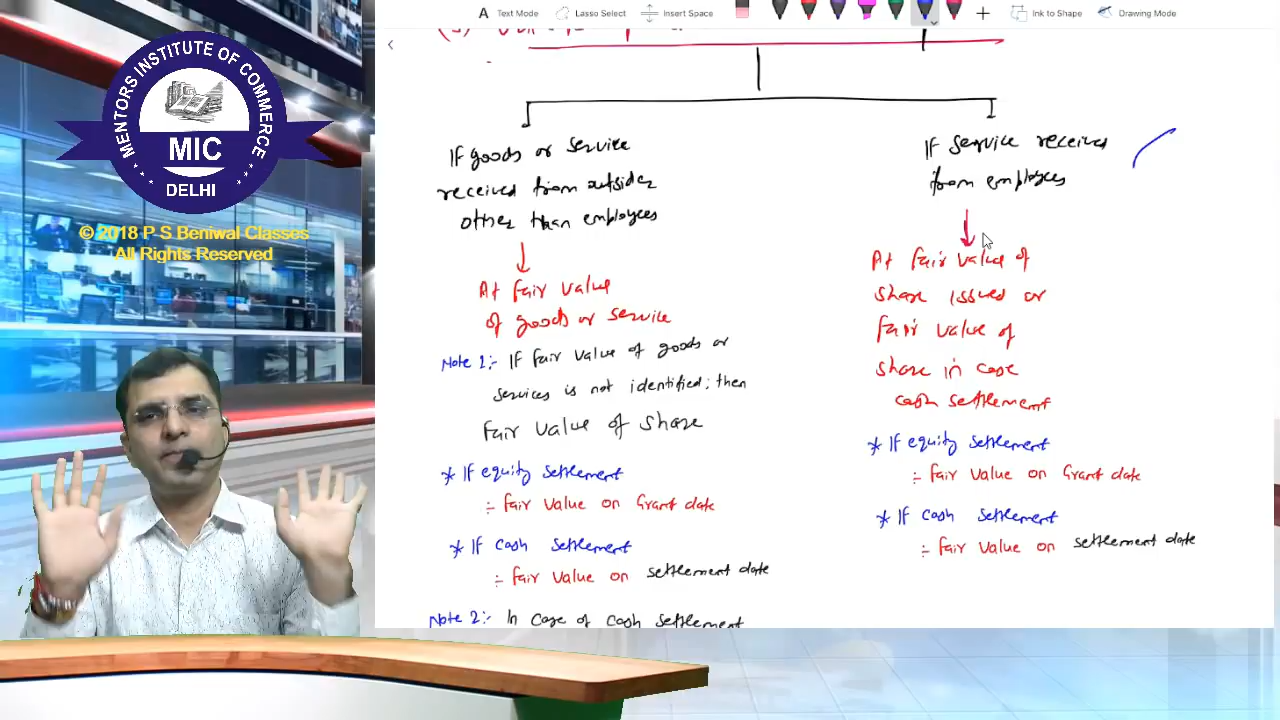 Text Mode
Lasso Select
Insert Space
Ink to Shape
Drawing Mode
MENTORS INSTITUTE OF COMMERCE
MIC
DELHI
© 2018 P S Beniwal Classes
All Rights Reserved
If goods or service
received from outsider
other than employees
At fair value
of goods or service
Note 1:- If fair value of goods or
services is not identified; then
fair value of share
* If equity settlement
:- fair value on Grant date
* If cash settlement
:- fair value on settlement date
Note 2:- In case of cash settlement
If service received
from employees
At fair value of
share issued or
fair value of
share in case
cash settlement
* If equity settlement
:- fair value on Grant date
* If cash settlement
:- fair value on settlement date